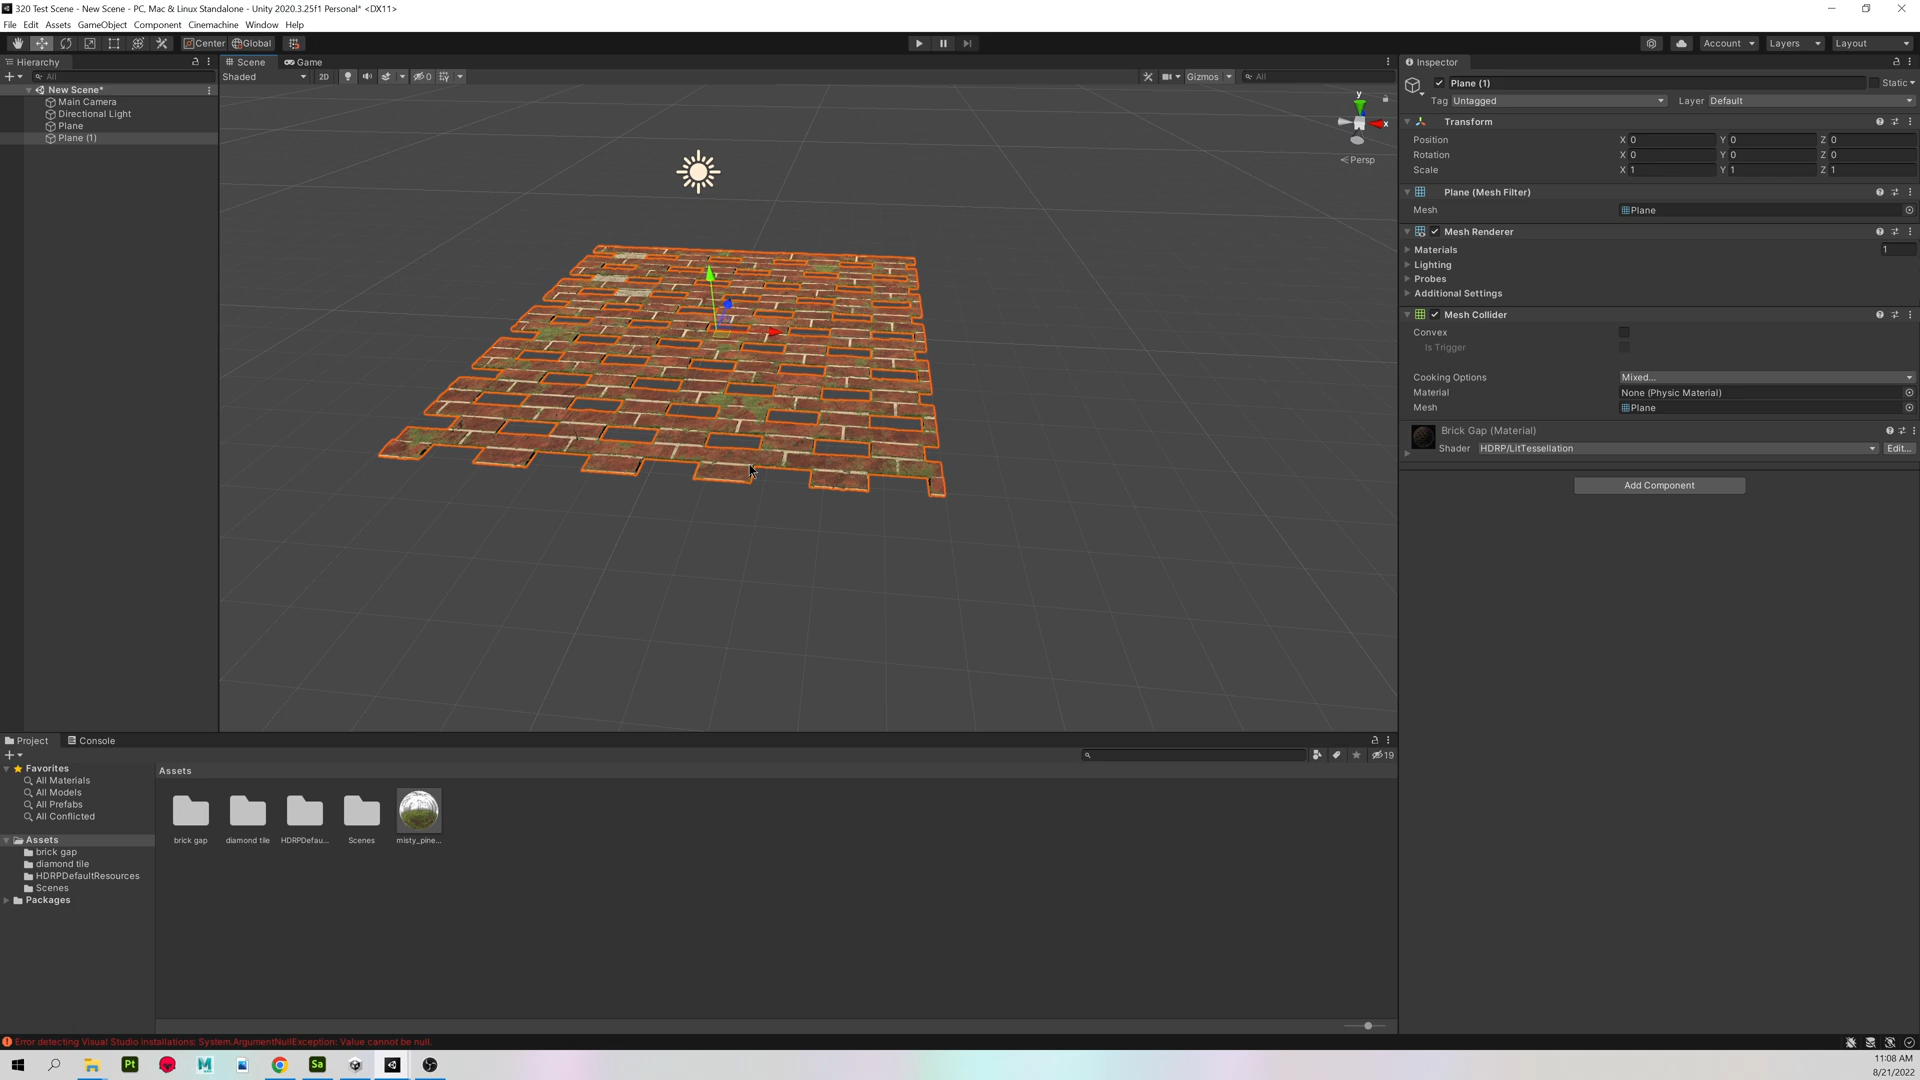 320 Test Scene - New Scene - PC, Mac & Linux Standalone - Unity 2020.3.25f1 Personal* <DX11>
File Edit Assets GameObject Component Cinemachine Window Help
Center Global Account Layers Layout
Hierarchy
All
New Scene*
Main Camera
Directional Light
Plane
Plane (1)
Scene Game
Shaded 2D 0 Gizmos All
y
x
Persp
Inspector
Plane (1) Static
Tag Untagged Layer Default
Transform
Position X 0 Y 0 Z 0
Rotation X 0 Y 0 Z 0
Scale X 1 Y 1 Z 1
Plane (Mesh Filter)
Mesh Plane
Mesh Renderer
Materials 1
Lighting
Probes
Additional Settings
Mesh Collider
Convex
Is Trigger
Cooking Options Mixed...
Material None (Physic Material)
Mesh Plane
Brick Gap (Material)
Shader HDRP/LitTessellation Edit...
Add Component
Project Console
19
Favorites
All Materials
All Models
All Prefabs
All Conflicted
Assets
brick gap
diamond tile
HDRPDefaultResources
Scenes
Packages
Assets
brick gap diamond tile HDRPDefau... Scenes misty_pine...
Error detecting Visual Studio installations: System.ArgumentNullException: Value cannot be null.
Pt M Sa
11:08 AM
8/21/2022